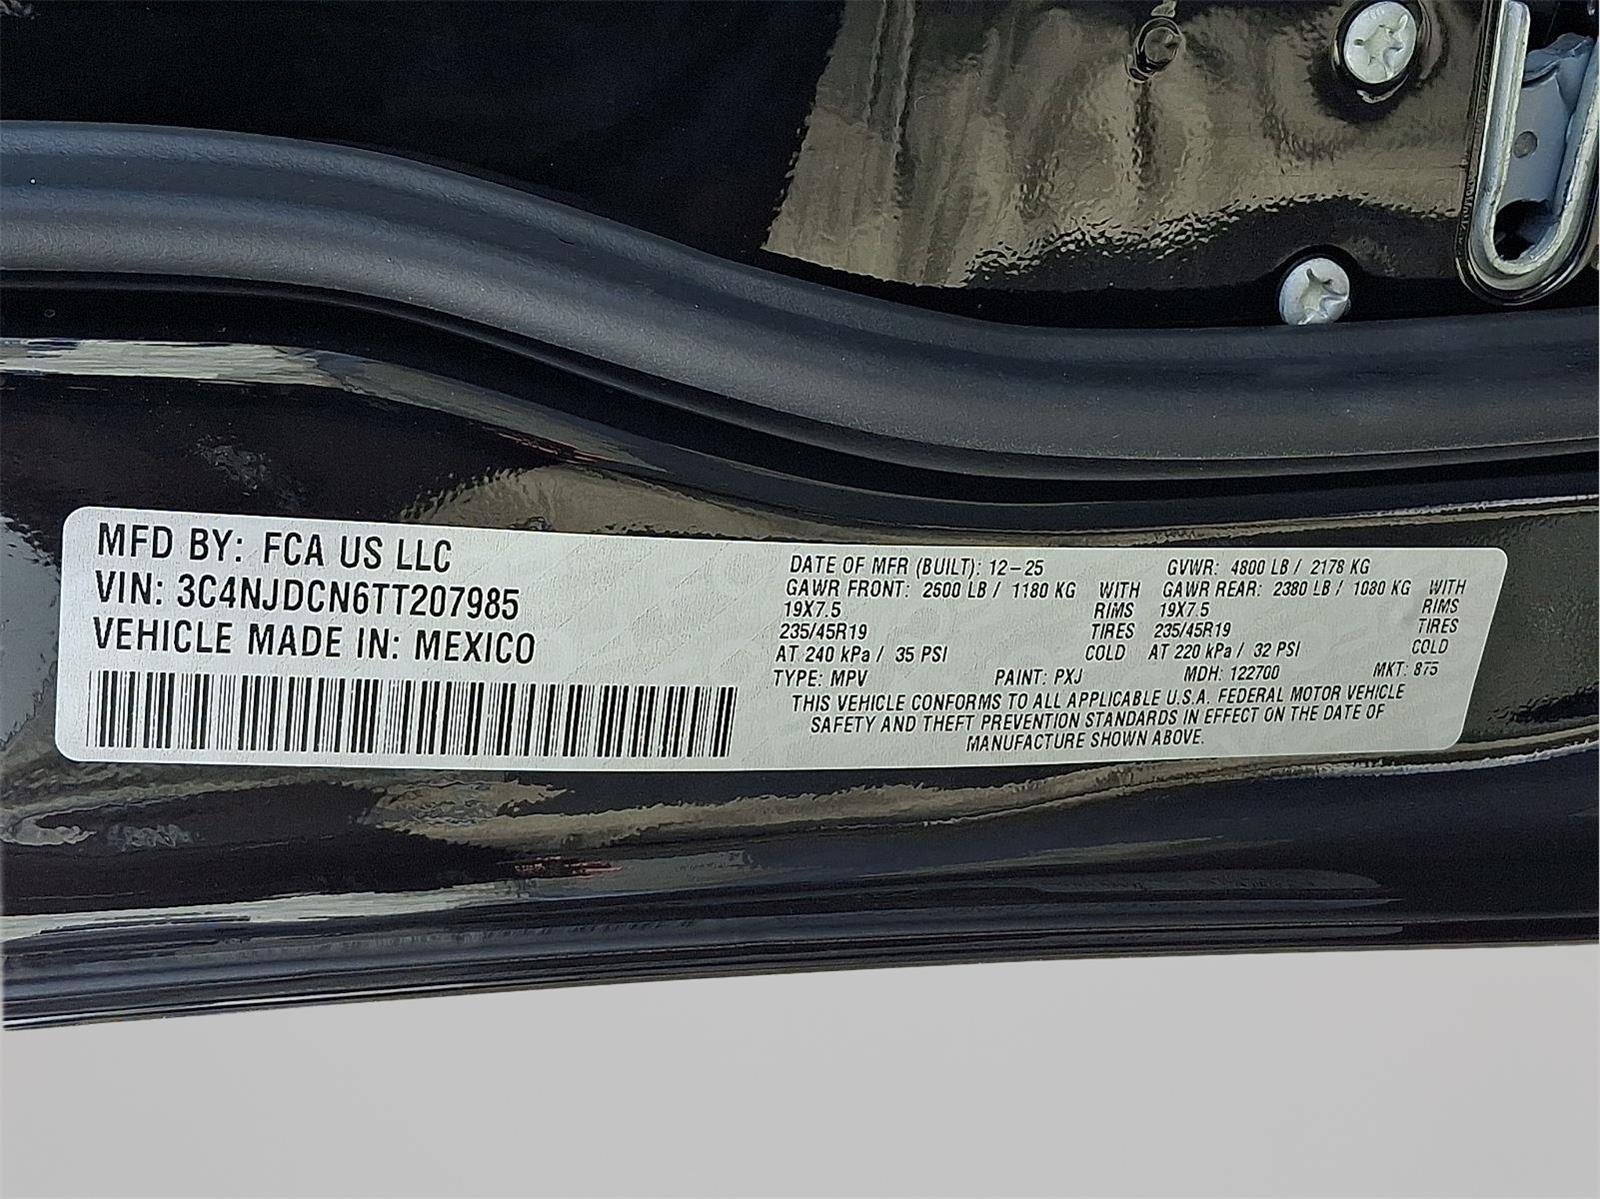 MFD BY: FCA US LLC
VIN: 3C4NJDCN6TT207985
VEHICLE MADE IN: MEXICO
DATE OF MFR (BUILT): 12-25 GVWR: 4800 LB / 2178 KG
GAWR FRONT: 2500 LB / 1180 KG WITH GAWR REAR: 2380 LB / 1080 KG WITH
19X7.5 RIMS 19X7.5 RIMS
235/45R19 TIRES 235/45R19 TIRES
AT 240 kPa / 35 PSI COLD AT 220 kPa / 32 PSI COLD
TYPE: MPV PAINT: PXJ MDH: 122700 MKT: 875
THIS VEHICLE CONFORMS TO ALL APPLICABLE U.S.A. FEDERAL MOTOR VEHICLE
SAFETY AND THEFT PREVENTION STANDARDS IN EFFECT ON THE DATE OF
MANUFACTURE SHOWN ABOVE.